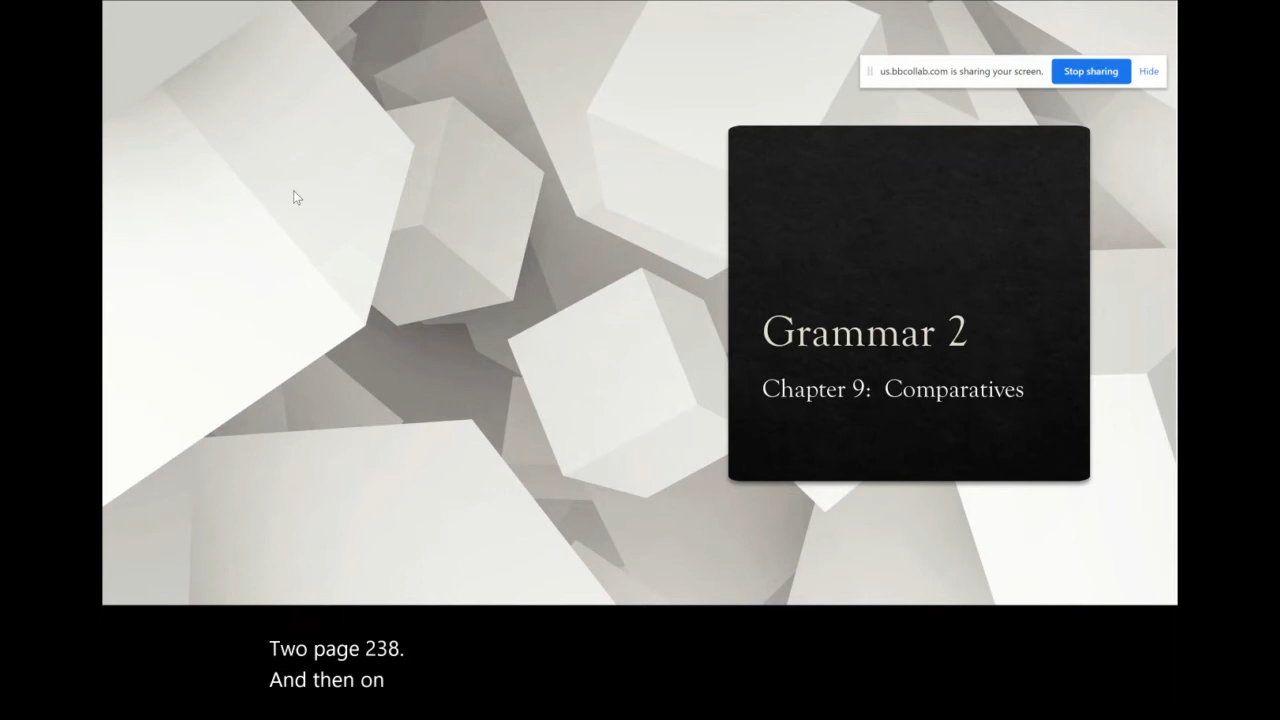 us.bbcollab.com is sharing your screen. Stop sharing Hide
Grammar 2
Chapter 9: Comparatives
Two page 238.
And then on